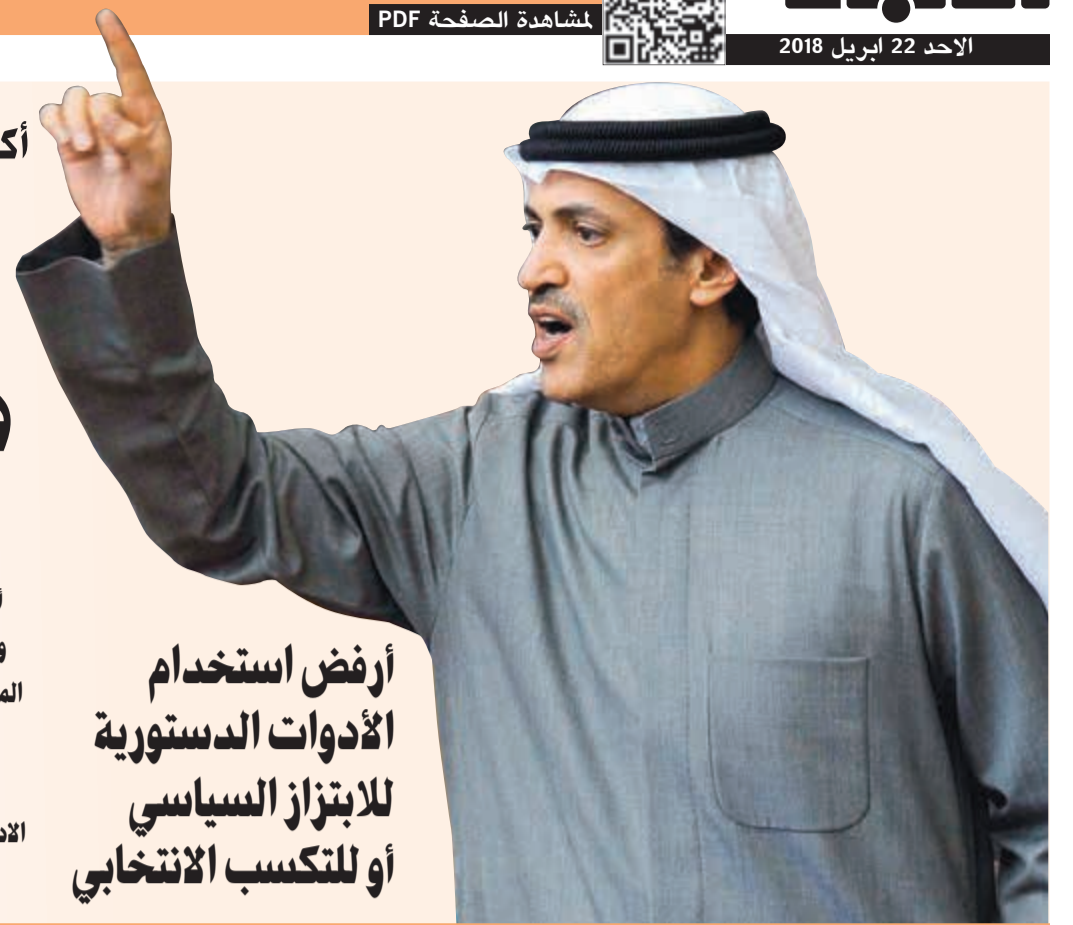 لمشاهدة الصفحة PDF
الاحد 22 ابريل 2018
أرفض استخدام
الأدوات الدستورية
للابتزاز السياسي
أو للتكسب الانتخابي